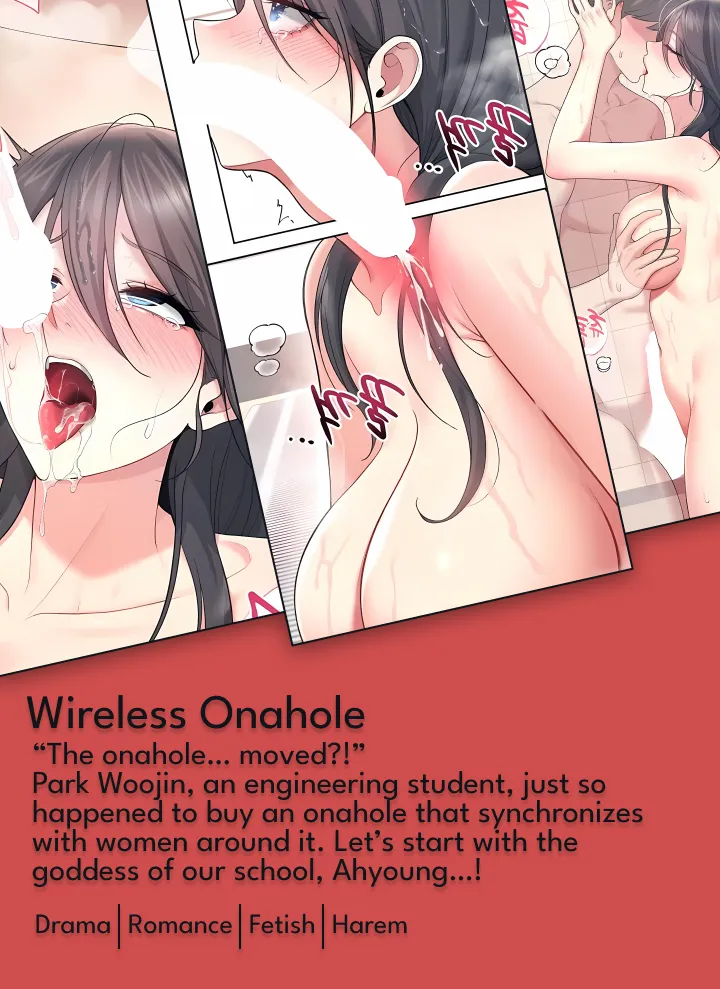 Wireless Onahole
“The onahole... moved?!”
Park Woojin, an engineering student, just so
happened to buy an onahole that synchronizes
with women around it. Let’s start with the
goddess of our school, Ahyoung...!
Drama | Romance | Fetish | Harem